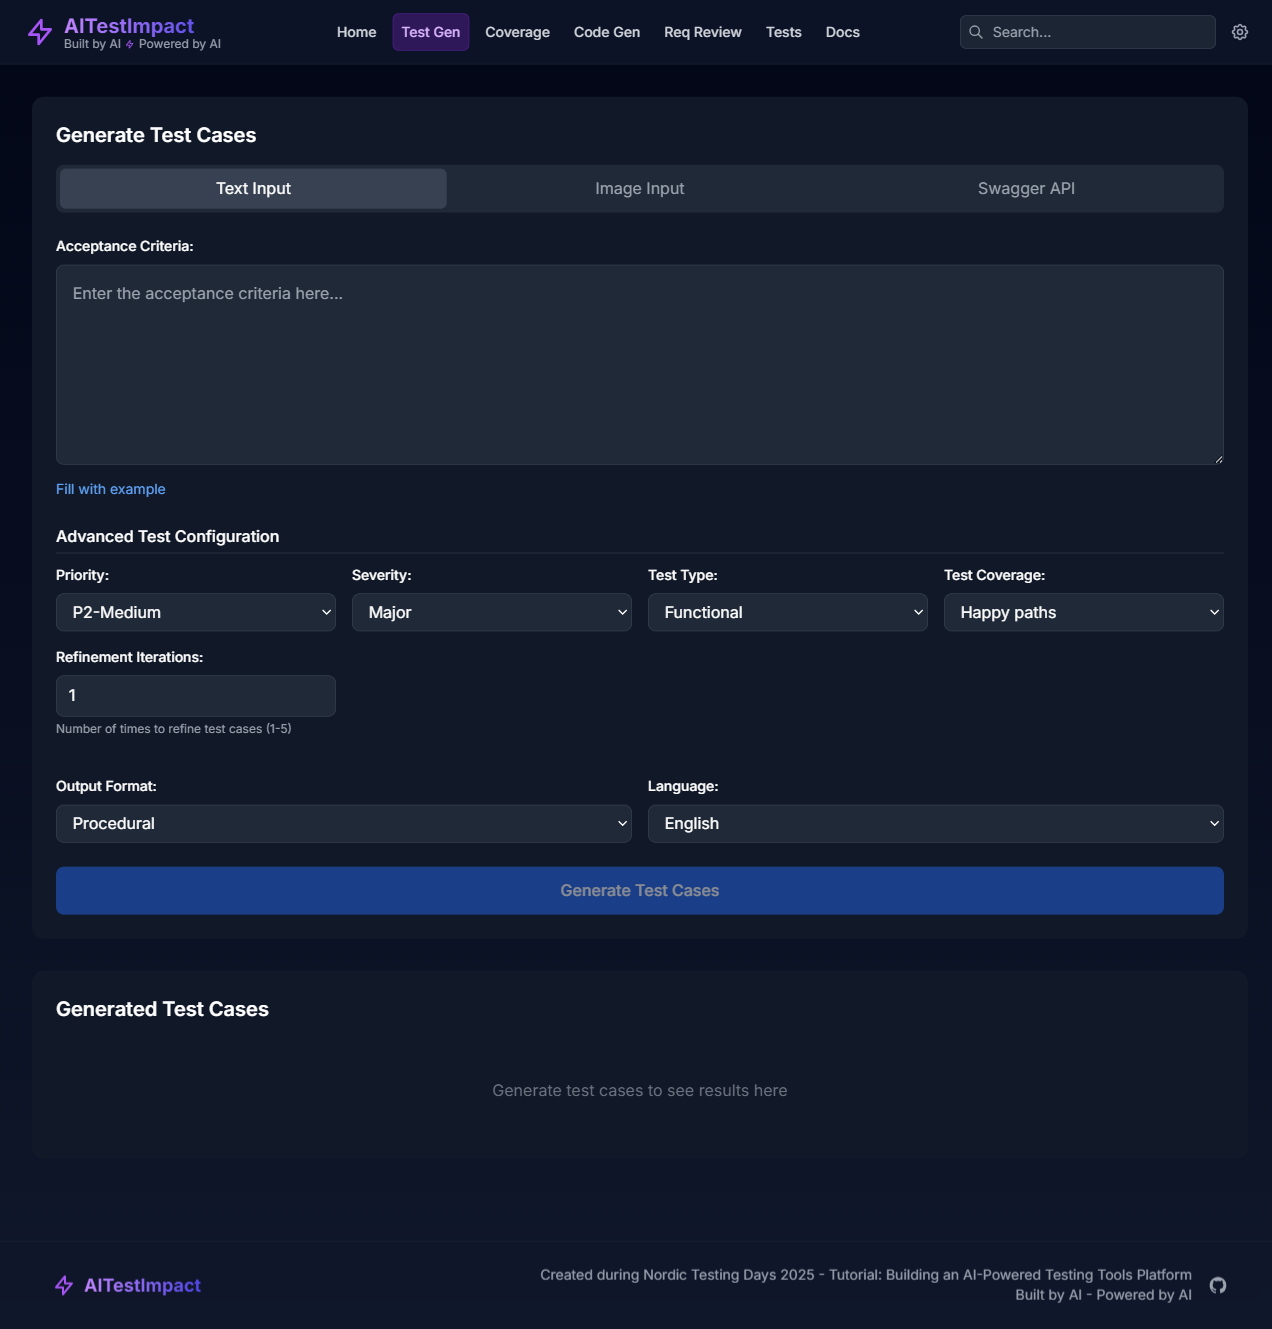 AITestImpact
Built by AI ⚡ Powered by AI
Home
Test Gen
Coverage
Code Gen
Req Review
Tests
Docs
Search...
Generate Test Cases
Text Input
Image Input
Swagger API
Acceptance Criteria:
Enter the acceptance criteria here...
Fill with example
Advanced Test Configuration
Priority:
Severity:
Test Type:
Test Coverage:
P2-Medium
Major
Functional
Happy paths
Refinement Iterations:
1
Number of times to refine test cases (1-5)
Output Format:
Language:
Procedural
English
Generate Test Cases
Generated Test Cases
Generate test cases to see results here
AITestImpact
Created during Nordic Testing Days 2025 - Tutorial: Building an AI-Powered Testing Tools Platform
Built by AI - Powered by AI